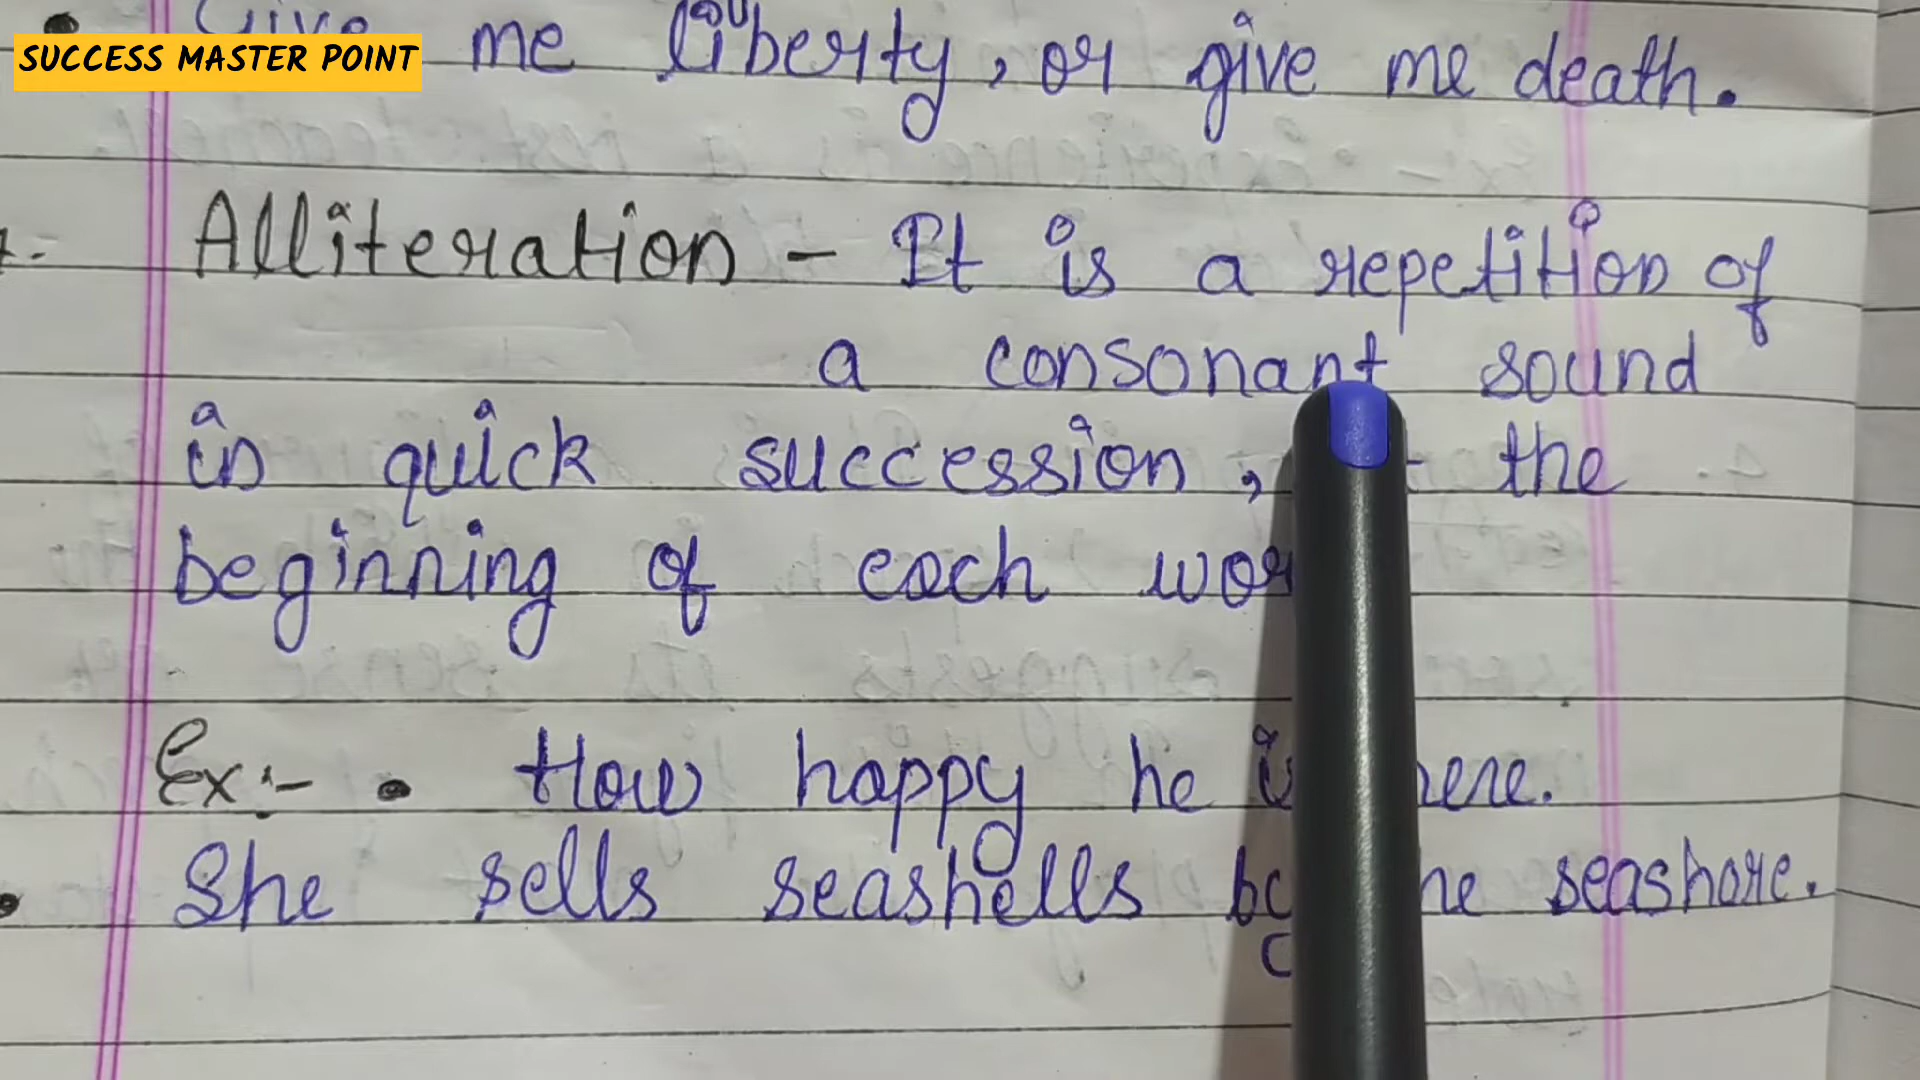 Give me liberty, or give me death.
SUCCESS MASTER POINT
Alliteration - It is a repetition of
a consonant sound
in quick succession, the
beginning of each
Ex:- • How happy he
• She sells seashells seashore.